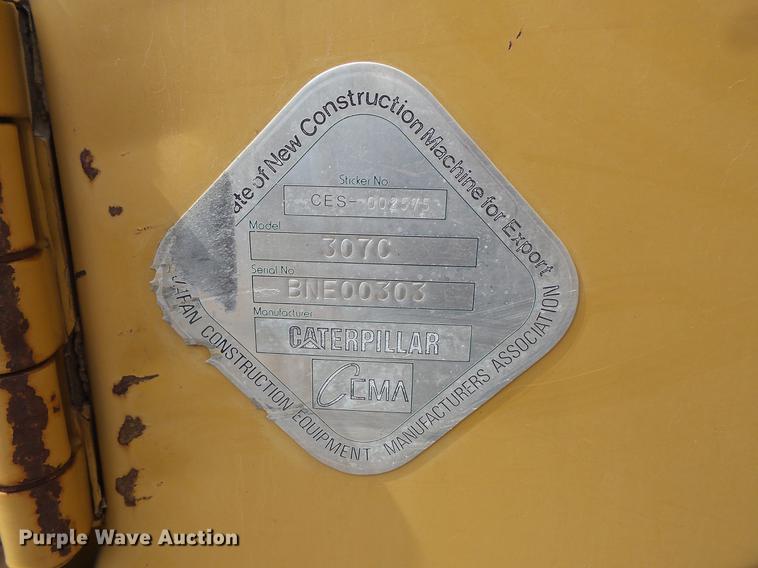 ate of New Construction Machine for Export
Sticker No.
CES-002575
Model
307C
Serial No
BNE00303
Manufacturer
CATERPILLAR
CEMA
JAPAN CONSTRUCTION EQUIPMENT MANUFACTURERS ASSOCIATION
Purple Wave Auction®